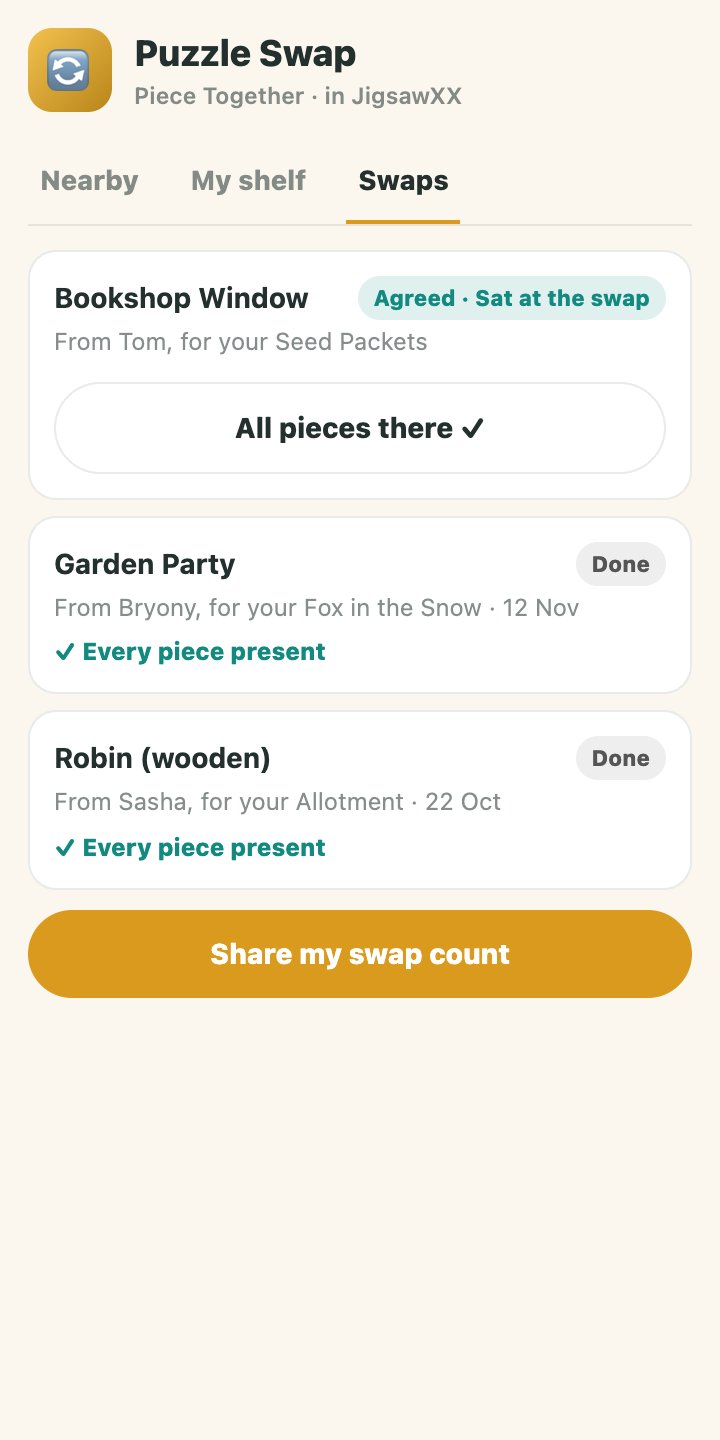 Puzzle Swap
Piece Together · in JigsawXX
Nearby My shelf Swaps
Bookshop Window Agreed · Sat at the swap
From Tom, for your Seed Packets
All pieces there ✓
Garden Party Done
From Bryony, for your Fox in the Snow · 12 Nov
✓ Every piece present
Robin (wooden) Done
From Sasha, for your Allotment · 22 Oct
✓ Every piece present
Share my swap count